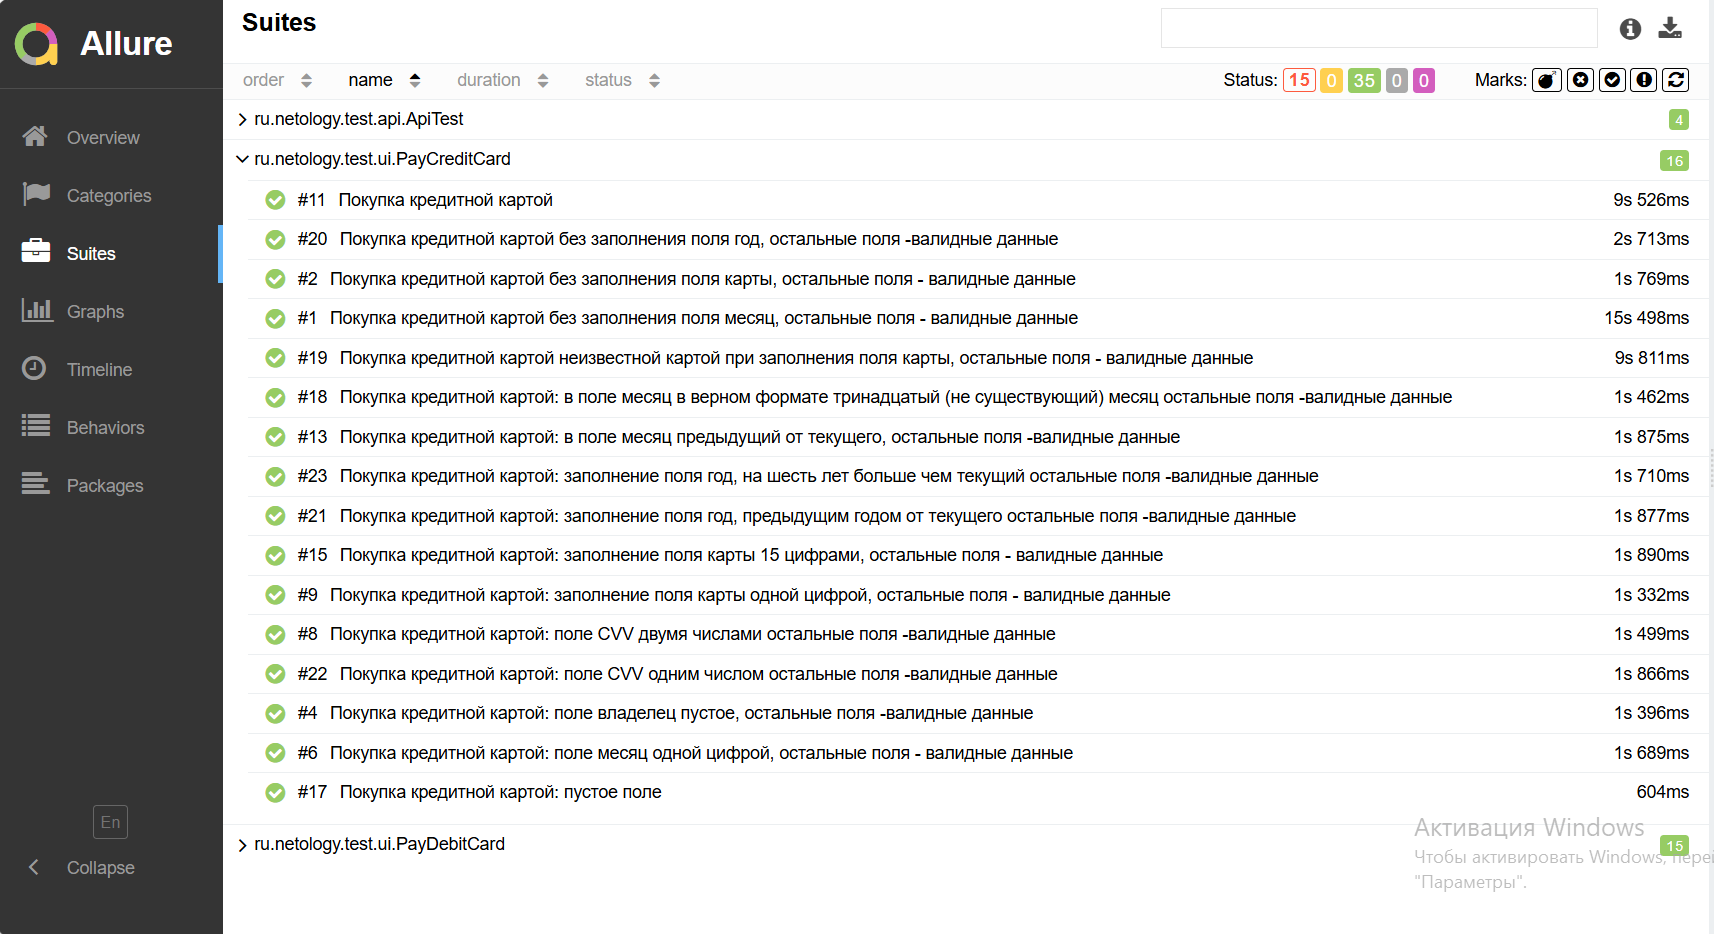 Allure
Overview
Categories
Suites
Graphs
Timeline
Behaviors
Packages
En
Collapse
Suites
order name duration status Status: 15 0 35 0 0 Marks:
ru.netology.test.api.ApiTest 4
ru.netology.test.ui.PayCreditCard 16
#11 Покупка кредитной картой 9s 526ms
#20 Покупка кредитной картой без заполнения поля год, остальные поля -валидные данные 2s 713ms
#2 Покупка кредитной картой без заполнения поля карты, остальные поля - валидные данные 1s 769ms
#1 Покупка кредитной картой без заполнения поля месяц, остальные поля - валидные данные 15s 498ms
#19 Покупка кредитной картой неизвестной картой при заполнения поля карты, остальные поля - валидные данные 9s 811ms
#18 Покупка кредитной картой: в поле месяц в верном формате тринадцатый (не существующий) месяц остальные поля -валидные данные 1s 462ms
#13 Покупка кредитной картой: в поле месяц предыдущий от текущего, остальные поля -валидные данные 1s 875ms
#23 Покупка кредитной картой: заполнение поля год, на шесть лет больше чем текущий остальные поля -валидные данные 1s 710ms
#21 Покупка кредитной картой: заполнение поля год, предыдущим годом от текущего остальные поля -валидные данные 1s 877ms
#15 Покупка кредитной картой: заполнение поля карты 15 цифрами, остальные поля - валидные данные 1s 890ms
#9 Покупка кредитной картой: заполнение поля карты одной цифрой, остальные поля - валидные данные 1s 332ms
#8 Покупка кредитной картой: поле CVV двумя числами остальные поля -валидные данные 1s 499ms
#22 Покупка кредитной картой: поле CVV одним числом остальные поля -валидные данные 1s 866ms
#4 Покупка кредитной картой: поле владелец пустое, остальные поля -валидные данные 1s 396ms
#6 Покупка кредитной картой: поле месяц одной цифрой, остальные поля - валидные данные 1s 689ms
#17 Покупка кредитной картой: пустое поле 604ms
ru.netology.test.ui.PayDebitCard 15
Активация Windows
Чтобы активировать Windows, перей
"Параметры".